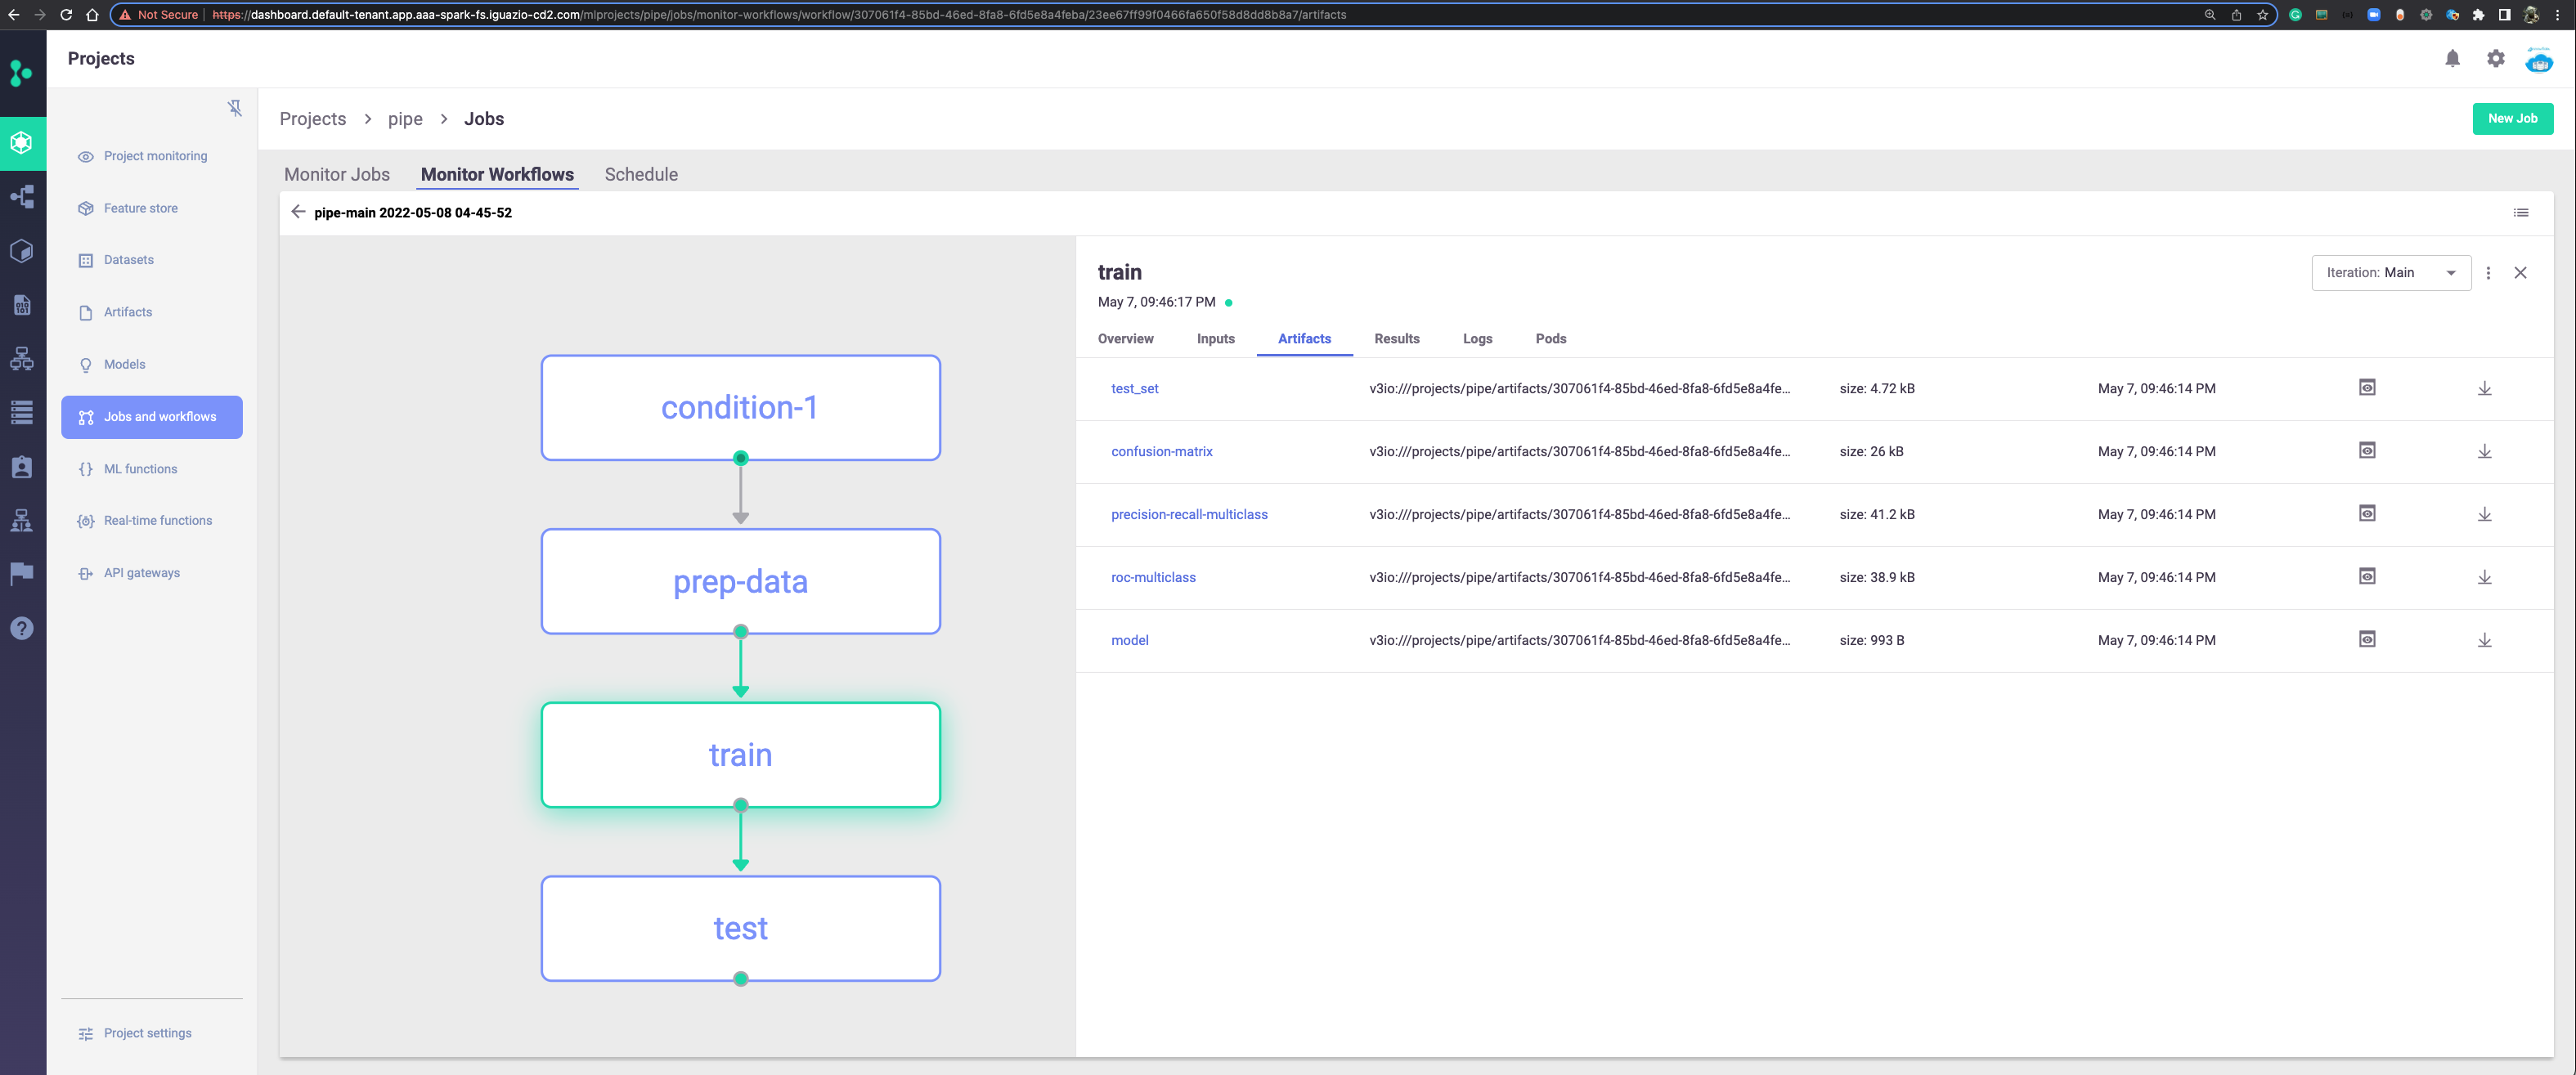 Not Secure | https://dashboard.default-tenant.app.aaa-spark-fs.iguazio-cd2.com/mlprojects/pipe/jobs/monitor-workflows/workflow/307061f4-85bd-46ed-8fa8-6fd5e8a4feba/23ee67ff99f0466fa650f58d8dd8b8a7/artifacts
Projects
Projects > pipe > Jobs
New Job
Project monitoring
Feature store
Datasets
Artifacts
Models
Jobs and workflows
ML functions
Real-time functions
API gateways
Project settings
Monitor Jobs Monitor Workflows Schedule
pipe-main 2022-05-08 04-45-52
condition-1
prep-data
train
test
train
Iteration: Main
May 7, 09:46:17 PM
Overview Inputs Artifacts Results Logs Pods
test_set v3io:///projects/pipe/artifacts/307061f4-85bd-46ed-8fa8-6fd5e8a4fe... size: 4.72 kB May 7, 09:46:14 PM
confusion-matrix v3io:///projects/pipe/artifacts/307061f4-85bd-46ed-8fa8-6fd5e8a4fe... size: 26 kB May 7, 09:46:14 PM
precision-recall-multiclass v3io:///projects/pipe/artifacts/307061f4-85bd-46ed-8fa8-6fd5e8a4fe... size: 41.2 kB May 7, 09:46:14 PM
roc-multiclass v3io:///projects/pipe/artifacts/307061f4-85bd-46ed-8fa8-6fd5e8a4fe... size: 38.9 kB May 7, 09:46:14 PM
model v3io:///projects/pipe/artifacts/307061f4-85bd-46ed-8fa8-6fd5e8a4fe... size: 993 B May 7, 09:46:14 PM